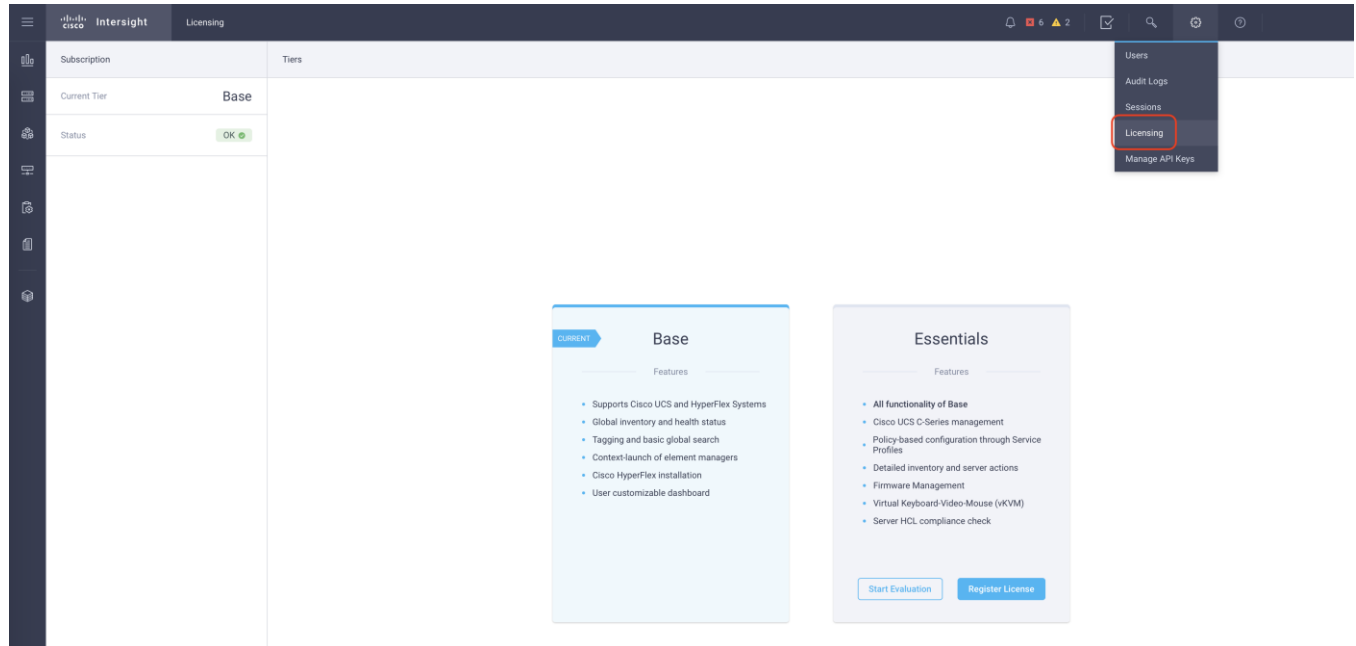 cisco Intersight Licensing 6 2
Subscription Tiers
Users
Audit Logs
Sessions
Licensing
Manage API Keys
Current Tier Base
Status OK
CURRENT Base
Features
Supports Cisco UCS and HyperFlex Systems
Global inventory and health status
Tagging and basic global search
Context-launch of element managers
Cisco HyperFlex installation
User customizable dashboard
Essentials
Features
All functionality of Base
Cisco UCS C-Series management
Policy-based configuration through Service
Profiles
Detailed inventory and server actions
Firmware Management
Virtual Keyboard-Video-Mouse (vKVM)
Server HCL compliance check
Start Evaluation Register License